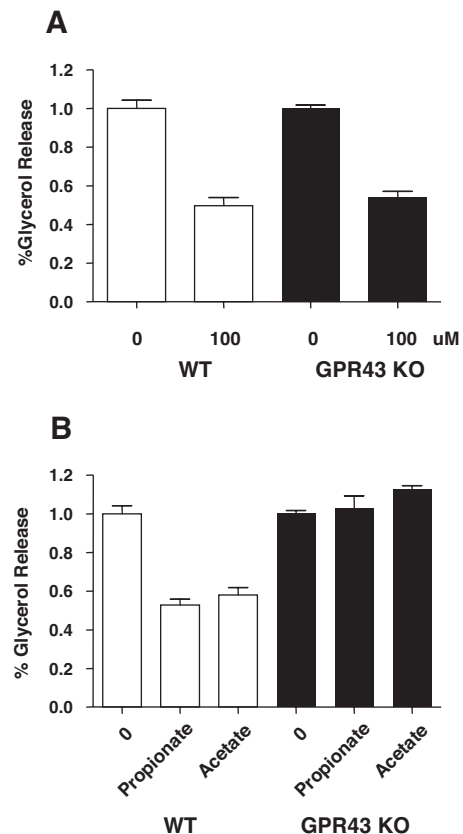 A
%Glycerol Release
1.2
1.0
0.8
0.6
0.4
0.2
0.0
0 100 0 100 uM
WT GPR43 KO
B
% Glycerol Release
1.2
1.0
0.8
0.6
0.4
0.2
0.0
0 Propionate Acetate 0 Propionate Acetate
WT GPR43 KO